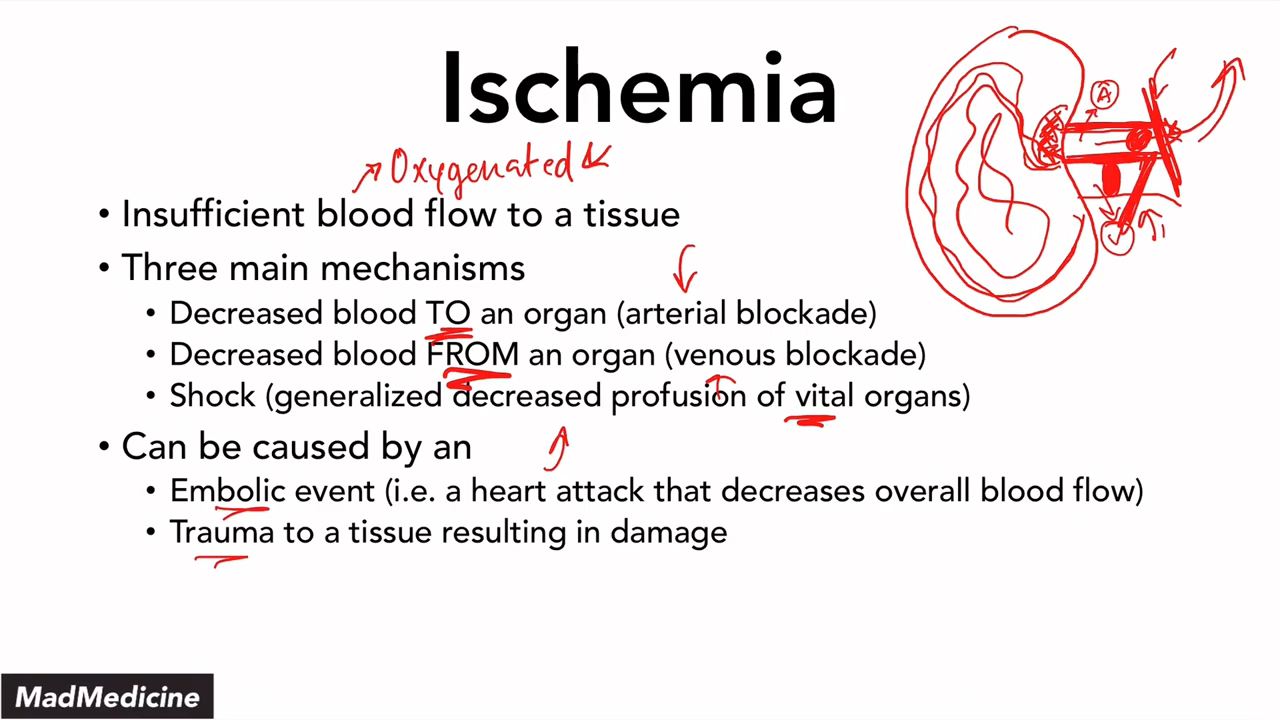 Ischemia
Oxygenated
• Insufficient blood flow to a tissue
• Three main mechanisms
• Decreased blood TO an organ (arterial blockade)
• Decreased blood FROM an organ (venous blockade)
• Shock (generalized decreased profusion of vital organs)
• Can be caused by an
• Embolic event (i.e. a heart attack that decreases overall blood flow)
• Trauma to a tissue resulting in damage
A
MadMedicine